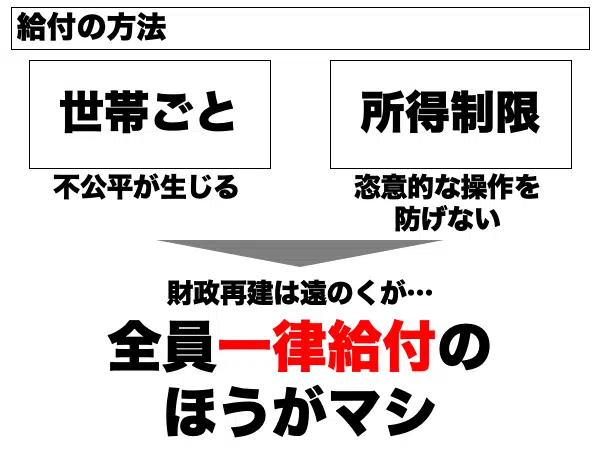 給付の方法
世帯ごと
所得制限
不公平が生じる
恣意的な操作を
防げない
財政再建は遠のくが…
全員一律給付の
ほうがマシ